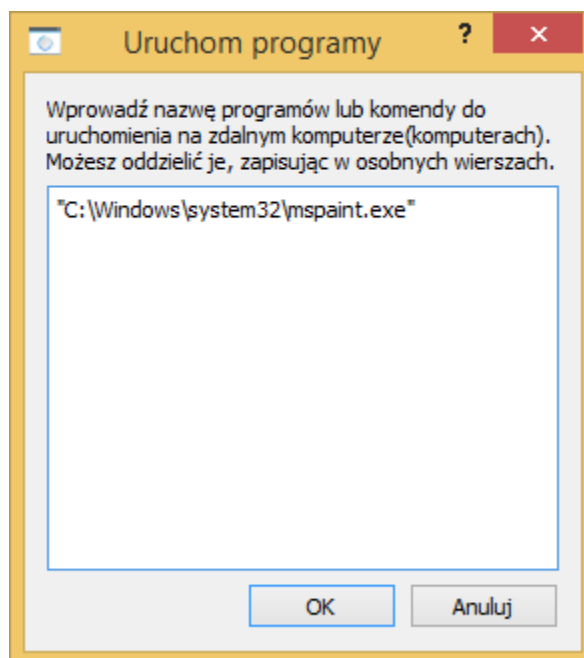 Uruchom programy
?
Wprowadź nazwę programów lub komendy do
uruchomienia na zdalnym komputerze(komputerach).
Możesz oddzielić je, zapisując w osobnych wierszach.
"C:\Windows\system32\mspaint.exe"
OK
Anuluj